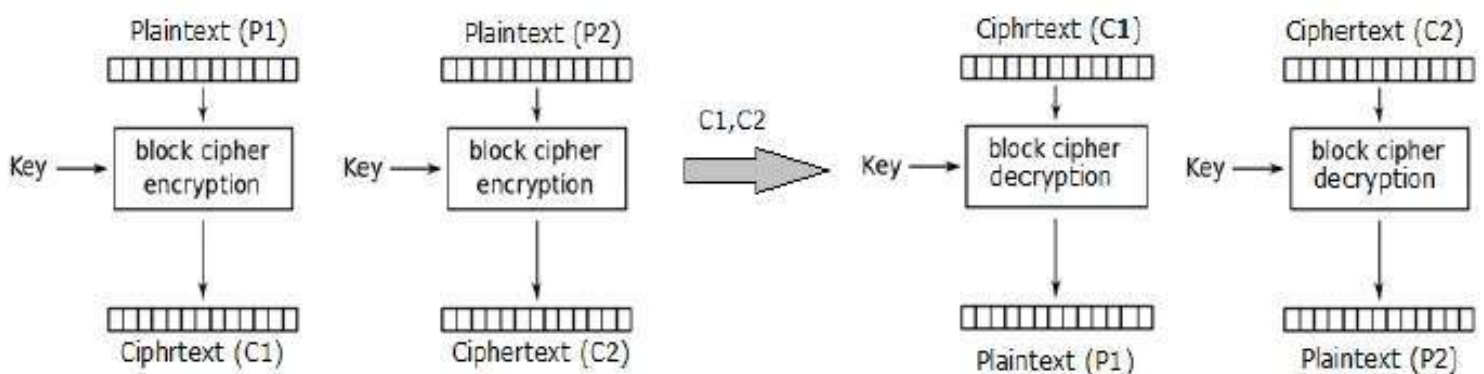 Plaintext (P1)
Plaintext (P2)
Ciphrtext (C1)
Ciphertext (C2)
C1,C2
Key
block cipher
encryption
Key
block cipher
encryption
Key
block cipher
decryption
Key
block cipher
decryption
Ciphrtext (C1)
Ciphertext (C2)
Plaintext (P1)
Plaintext (P2)